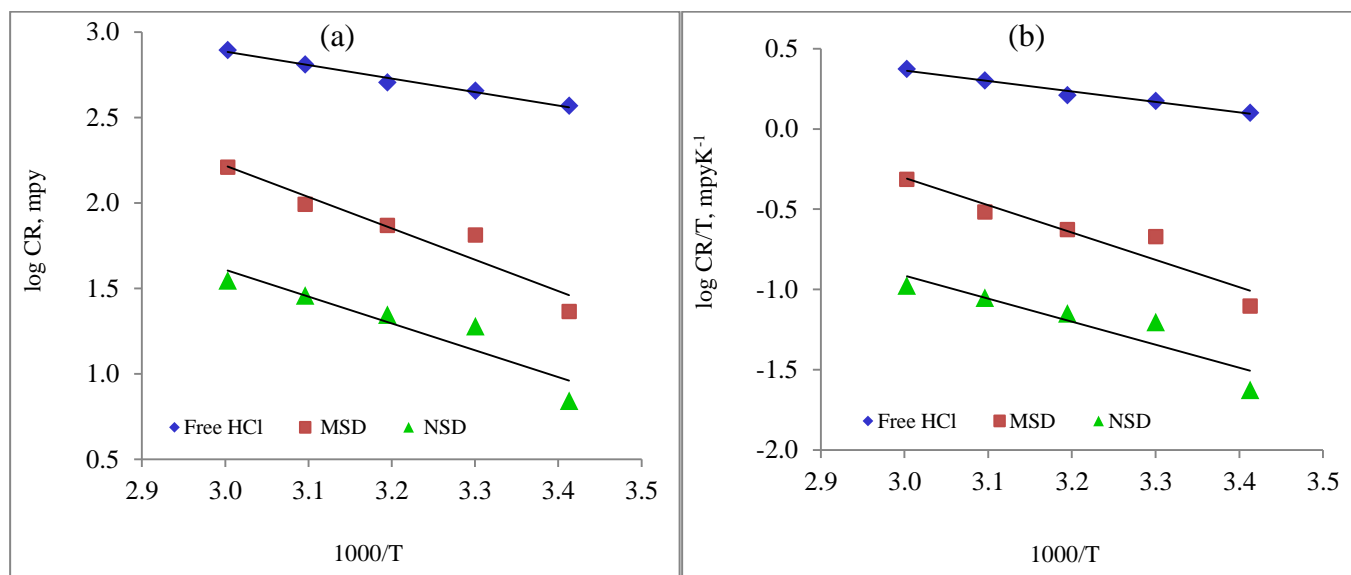 (a)
3.0
2.5
2.0
1.5
1.0
0.5
log CR, mpy
Free HCl MSD NSD
2.9 3.0 3.1 3.2 3.3 3.4 3.5
1000/T
(b)
0.5
0.0
-0.5
-1.0
-1.5
-2.0
log CR/T, mpyK⁻¹
Free HCl MSD NSD
2.9 3.0 3.1 3.2 3.3 3.4 3.5
1000/T